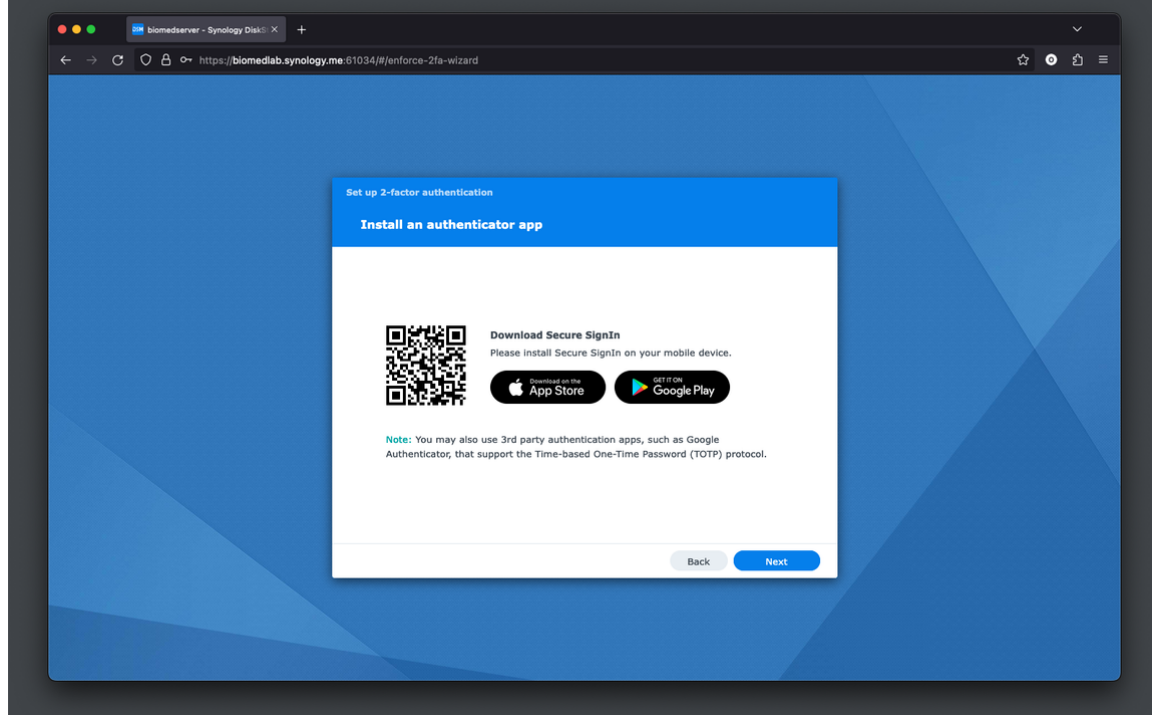 DSM biomedserver - Synology DiskS
https://biomedlab.synology.me:61034/#/enforce-2fa-wizard
Set up 2-factor authentication
Install an authenticator app
Download Secure SignIn
Please install Secure SignIn on your mobile device.
Download on the
App Store
GET IT ON
Google Play
Note: You may also use 3rd party authentication apps, such as Google
Authenticator, that support the Time-based One-Time Password (TOTP) protocol.
Back
Next